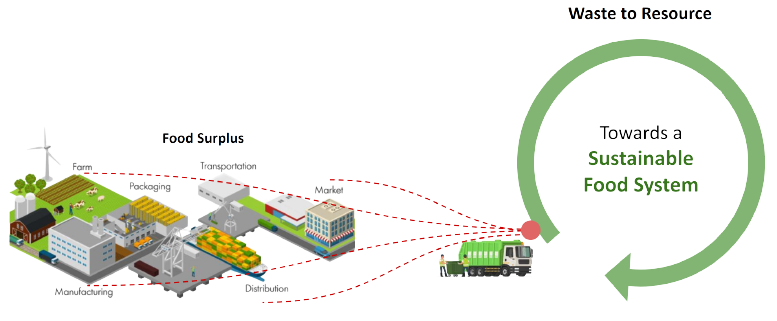 Waste to Resource
Food Surplus
Towards a
Sustainable
Food System
Farm
Transportation
Packaging
Market
Manufacturing
Distribution